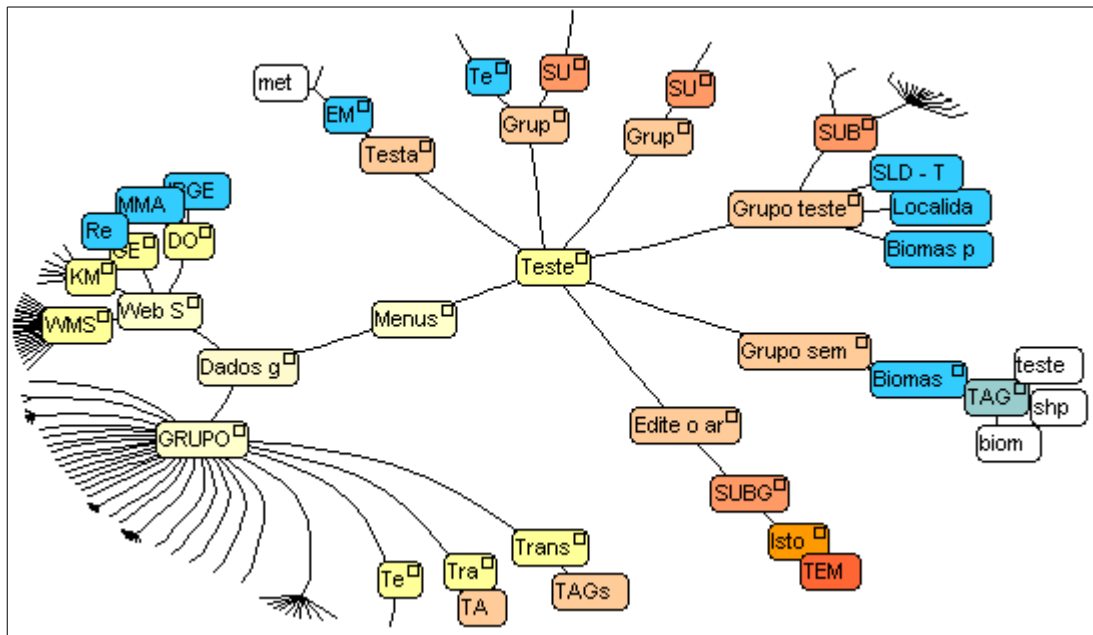 met
Te
SU
SU
EM
Grup
Grup
SUB
Testa
SLD - T
Grupo teste
Localida
MMA
Re
DO
Biomas p
KM
Teste
Web S
Menus
WMS
Grupo sem
Dados g
Biomas
teste
TAG
shp
Edite o ar
biom
GRUPO
SUBG
Trans
Isto
Te
Tra
TEM
TA
TAGs